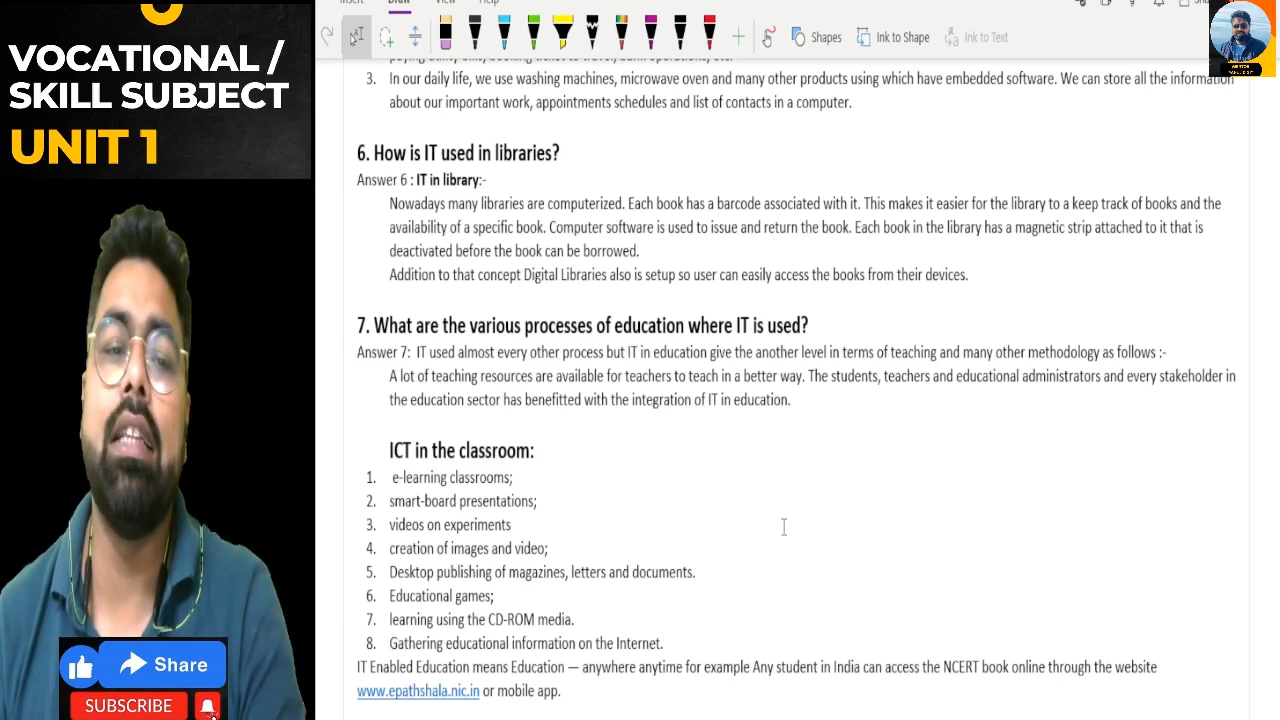 VOCATIONAL /
SKILL SUBJECT
UNIT 1
Insert Draw View
Shapes Ink to Shape Ink to Text
3. In our daily life, we use washing machines, microwave oven and many other products using which have embedded software. We can store all the information
about our important work, appointments schedules and list of contacts in a computer.
6. How is IT used in libraries?
Answer 6 : IT in library:-
Nowadays many libraries are computerized. Each book has a barcode associated with it. This makes it easier for the library to a keep track of books and the
availability of a specific book. Computer software is used to issue and return the book. Each book in the library has a magnetic strip attached to it that is
deactivated before the book can be borrowed.
Addition to that concept Digital Libraries also is setup so user can easily access the books from their devices.
7. What are the various processes of education where IT is used?
Answer 7: IT used almost every other process but IT in education give the another level in terms of teaching and many other methodology as follows :-
A lot of teaching resources are available for teachers to teach in a better way. The students, teachers and educational administrators and every stakeholder in
the education sector has benefitted with the integration of IT in education.
ICT in the classroom:
1. e-learning classrooms;
2. smart-board presentations;
3. videos on experiments
4. creation of images and video;
5. Desktop publishing of magazines, letters and documents.
6. Educational games;
7. learning using the CD-ROM media.
8. Gathering educational information on the Internet.
IT Enabled Education means Education — anywhere anytime for example Any student in India can access the NCERT book online through the website
www.epathshala.nic.in or mobile app.
Share
SUBSCRIBE